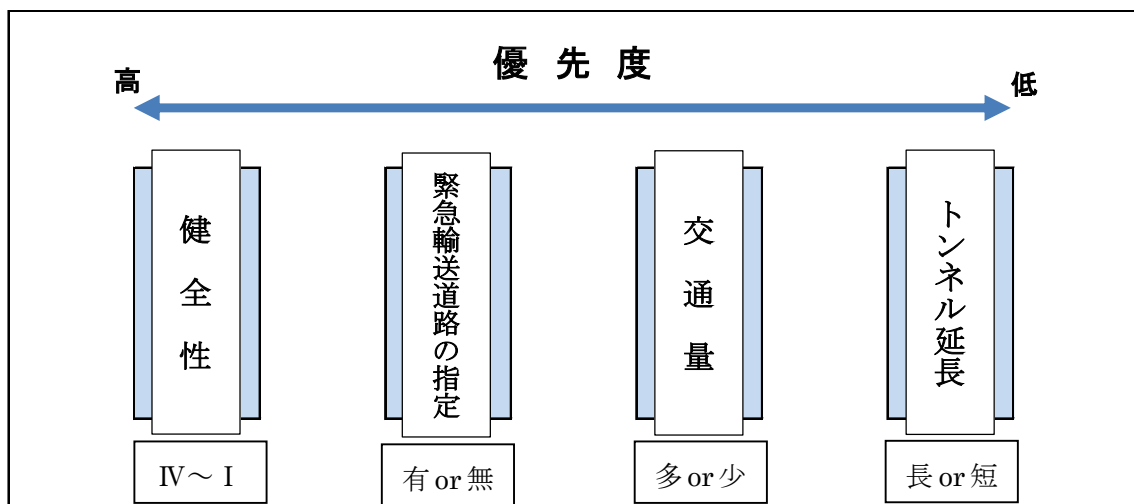 優先度
高
低
健全性
緊急輸送道路の指定
交通量
トンネル延長
Ⅳ～Ⅰ
有or無
多or少
長or短